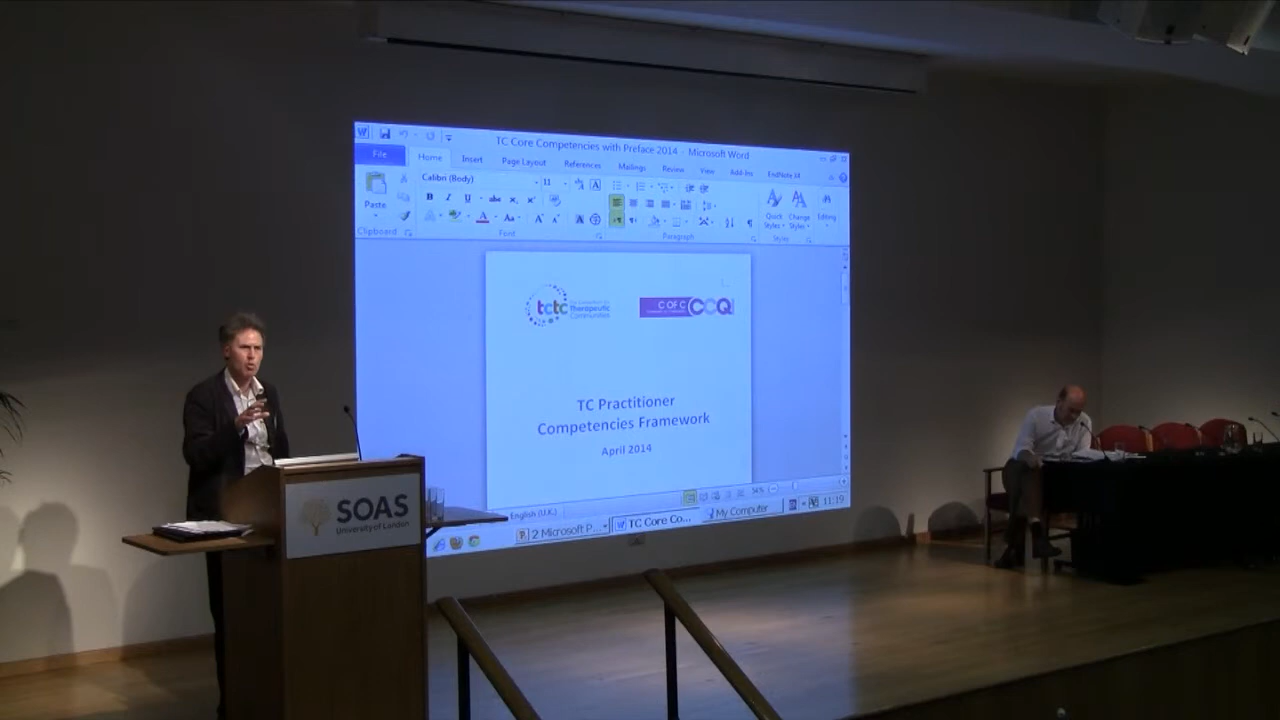 TC Core Competencies with Preface 2014 - Microsoft Word
File Home Insert Page Layout References Mailings Review View Add-Ins EndNote
Calibri (Body) 11
Paste
Quick Styles
Change Styles
Editing
Clipboard Font Paragraph Styles
tctc
Therapeutic
Communities
C OF C
CCQI
TC Practitioner
Competencies Framework
April 2014
English (U.K.)
54%
2 Microsoft P... TC Core Co... My Computer 11:19
SOAS
University of London